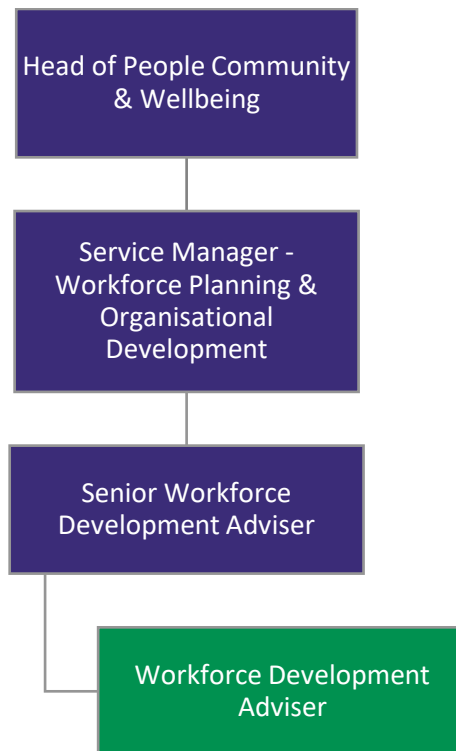 Head of People Community
& Wellbeing
Service Manager -
Workforce Planning &
Organisational
Development
Senior Workforce
Development Adviser
Workforce Development
Adviser